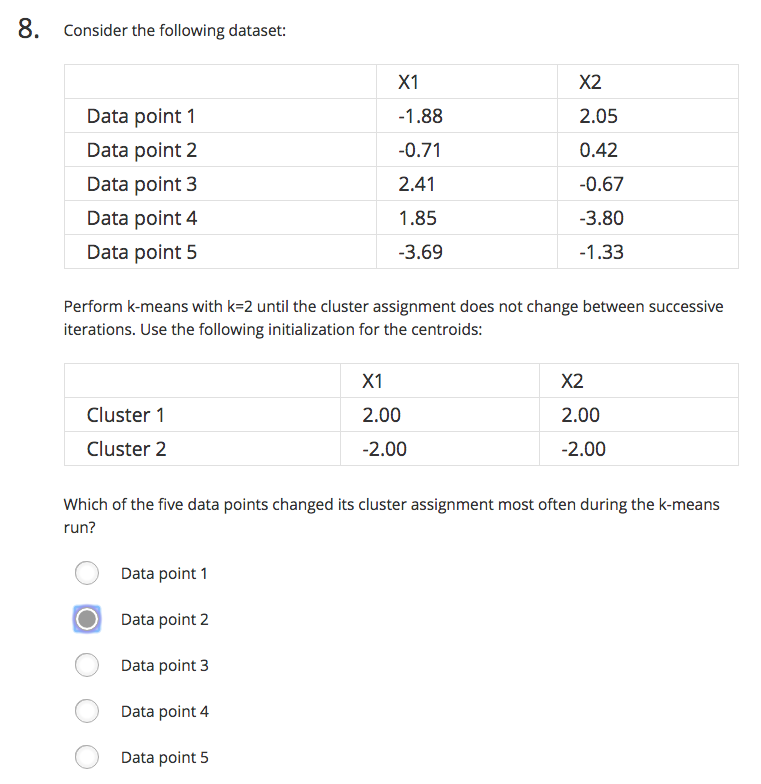 8. Consider the following dataset:
X1 X2
Data point 1 -1.88 2.05
Data point 2 -0.71 0.42
Data point 3 2.41 -0.67
Data point 4 1.85 -3.80
Data point 5 -3.69 -1.33
Perform k-means with k=2 until the cluster assignment does not change between successive
iterations. Use the following initialization for the centroids:
X1 X2
Cluster 1 2.00 2.00
Cluster 2 -2.00 -2.00
Which of the five data points changed its cluster assignment most often during the k-means
run?
Data point 1
Data point 2
Data point 3
Data point 4
Data point 5